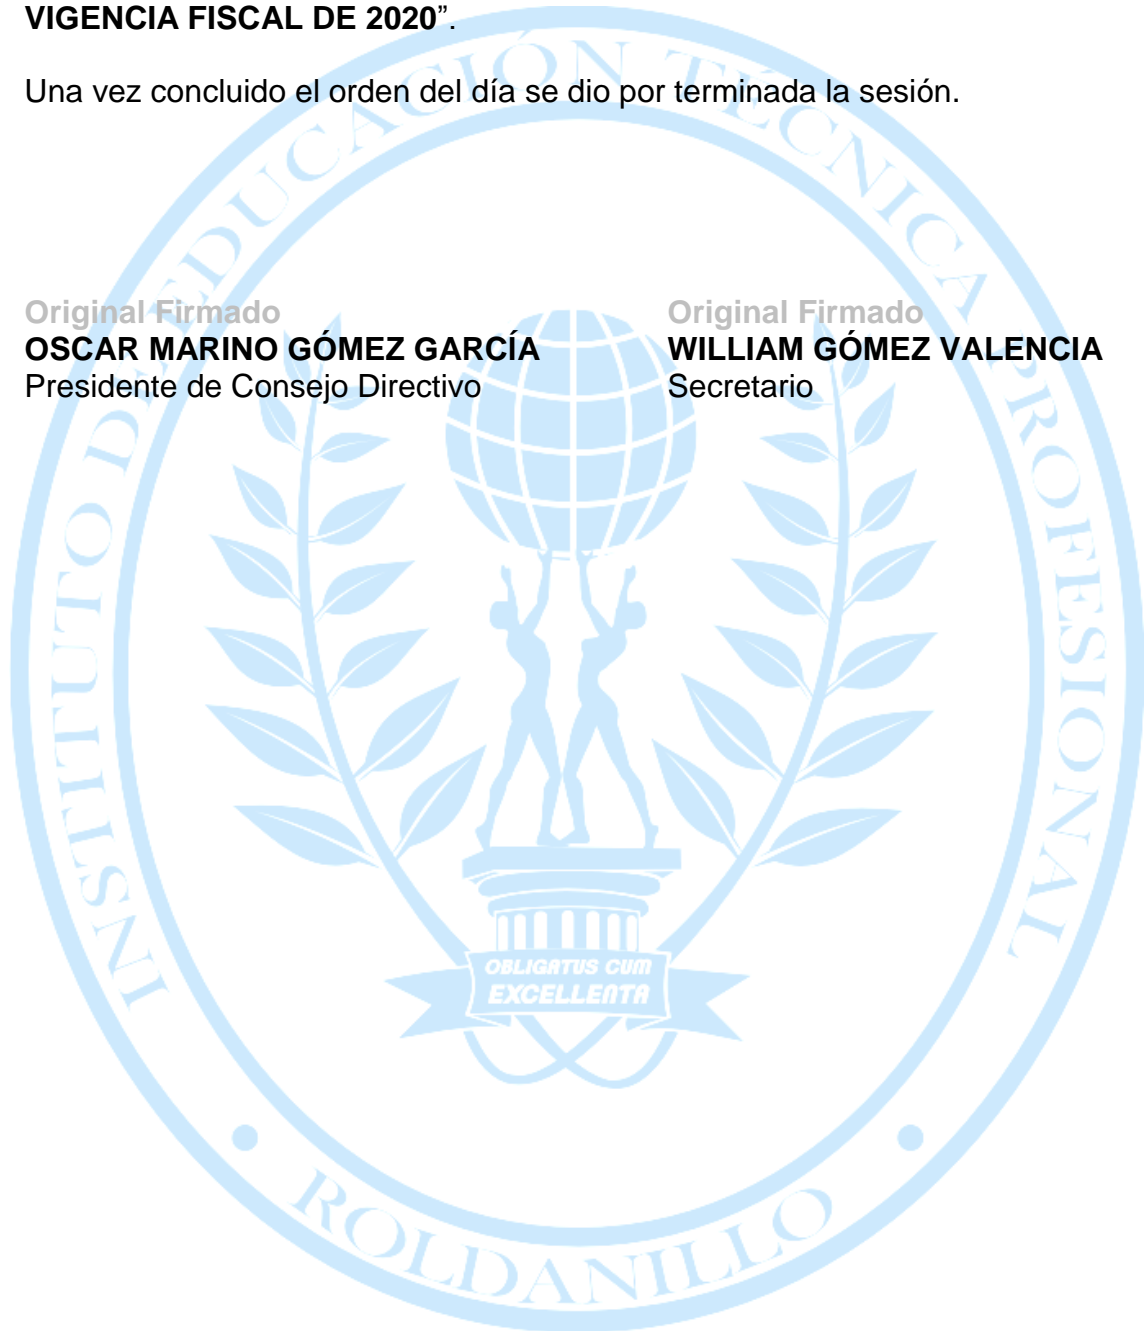 VIGENCIA FISCAL DE 2020”.
Una vez concluido el orden del día se dio por terminada la sesión.
Original Firmado Original Firmado
OSCAR MARINO GÓMEZ GARCÍA WILLIAM GÓMEZ VALENCIA
Presidente de Consejo Directivo Secretario
INSTITUTO DE EDUCACIÓN TÉCNICA PROFESIONAL
OBLIGATUS CUM
EXCELLENTA
• ROLDANILLO •